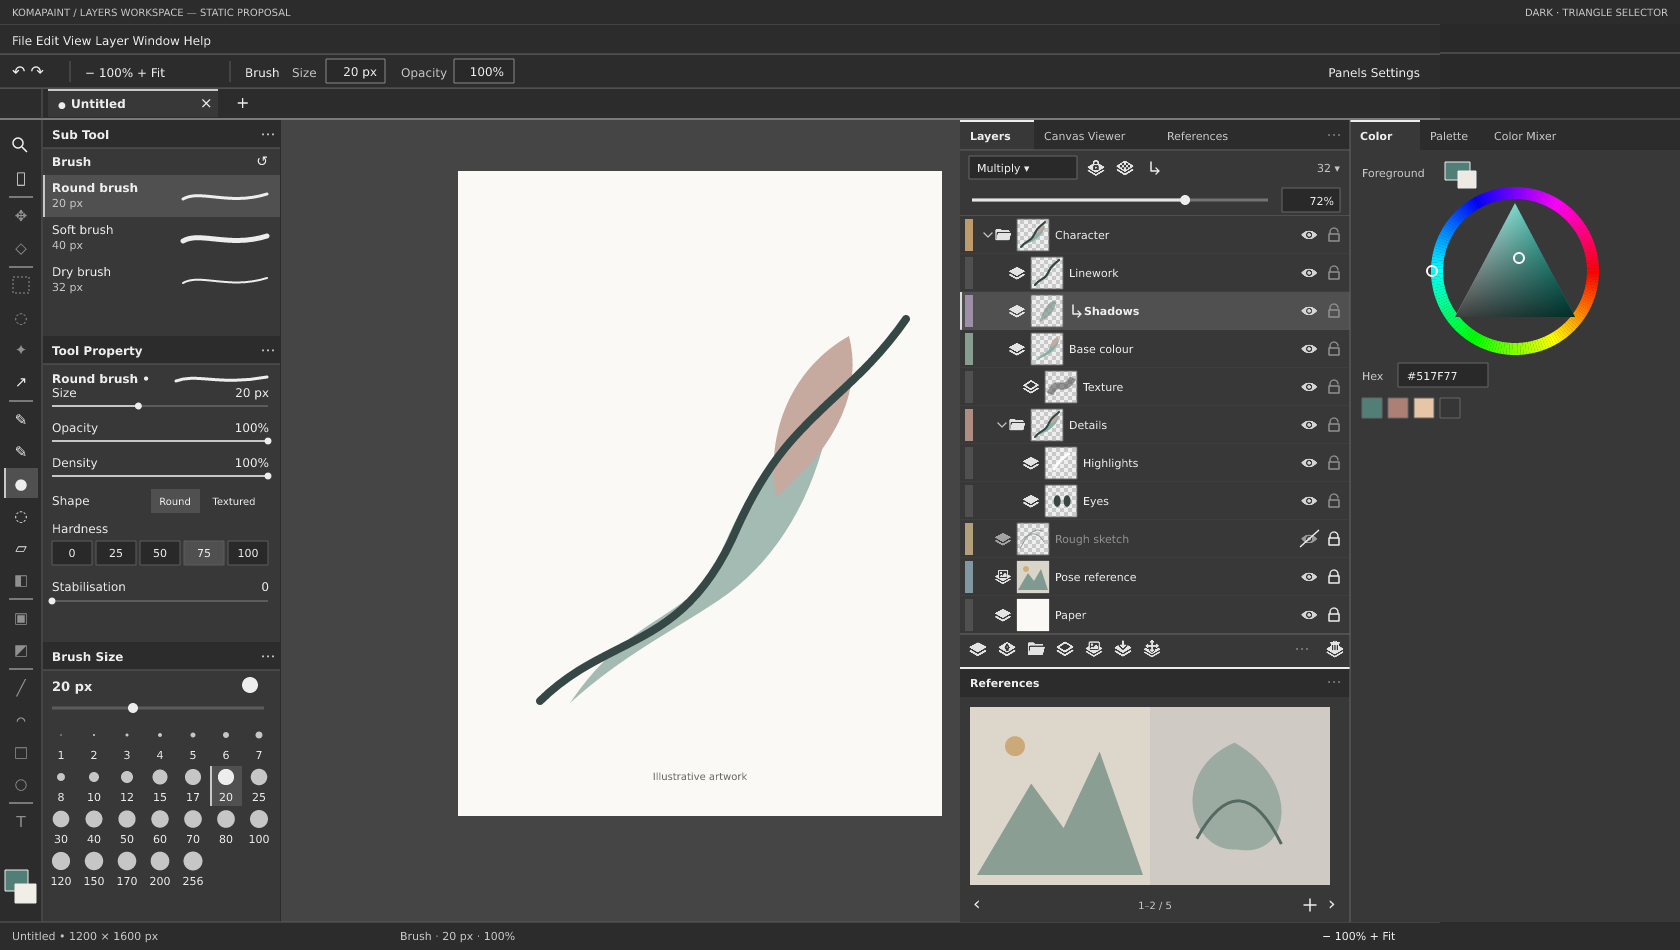 KOMAPAINT / LAYERS WORKSPACE — STATIC PROPOSAL
DARK · TRIANGLE SELECTOR
File Edit View Layer Window Help
− 100% + Fit
Brush Size 20 px Opacity 100%
Panels Settings
● Untitled × +
Sub Tool ···
Brush
Round brush
20 px
Soft brush
40 px
Dry brush
32 px
Tool Property ···
Round brush •
Size 20 px
Opacity 100%
Density 100%
Shape Round Textured
Hardness
0 25 50 75 100
Stabilisation 0
Brush Size ···
20 px
1 2 3 4 5 6 7
8 10 12 15 17 20 25
30 40 50 60 70 80 100
120 150 170 200 256
T
Illustrative artwork
Layers Canvas Viewer References ···
Multiply ▾ 32 ▾
72%
Character
Linework
Shadows
Base colour
Texture
Details
Highlights
Eyes
Rough sketch
Pose reference
Paper
···
References ···
‹ 1–2 / 5 + ›
Color Palette Color Mixer
Foreground
Hex #517F77
Untitled • 1200 × 1600 px
Brush · 20 px · 100%
− 100% + Fit